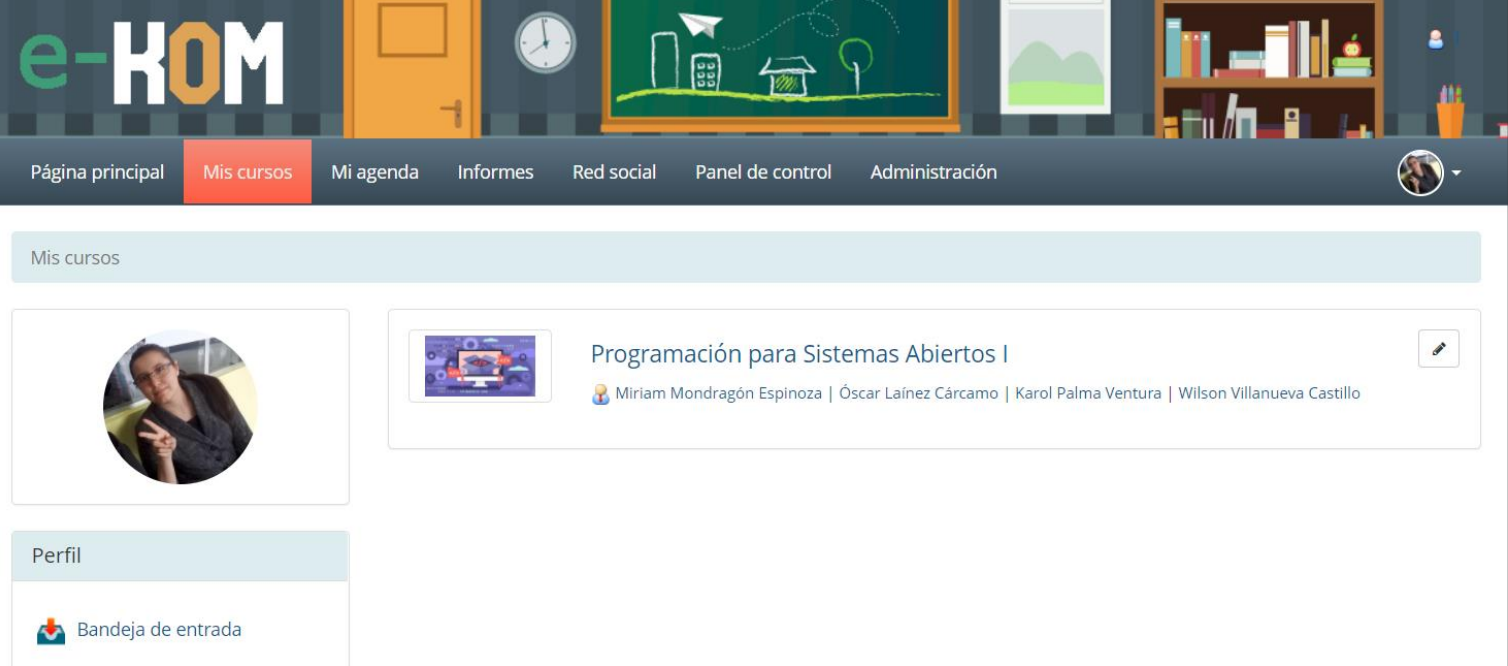 e-KOM
Página principal Mis cursos Mi agenda Informes Red social Panel de control Administración
Mis cursos
Programación para Sistemas Abiertos I
Miriam Mondragón Espinoza | Óscar Laínez Cárcamo | Karol Palma Ventura | Wilson Villanueva Castillo
Perfil
Bandeja de entrada